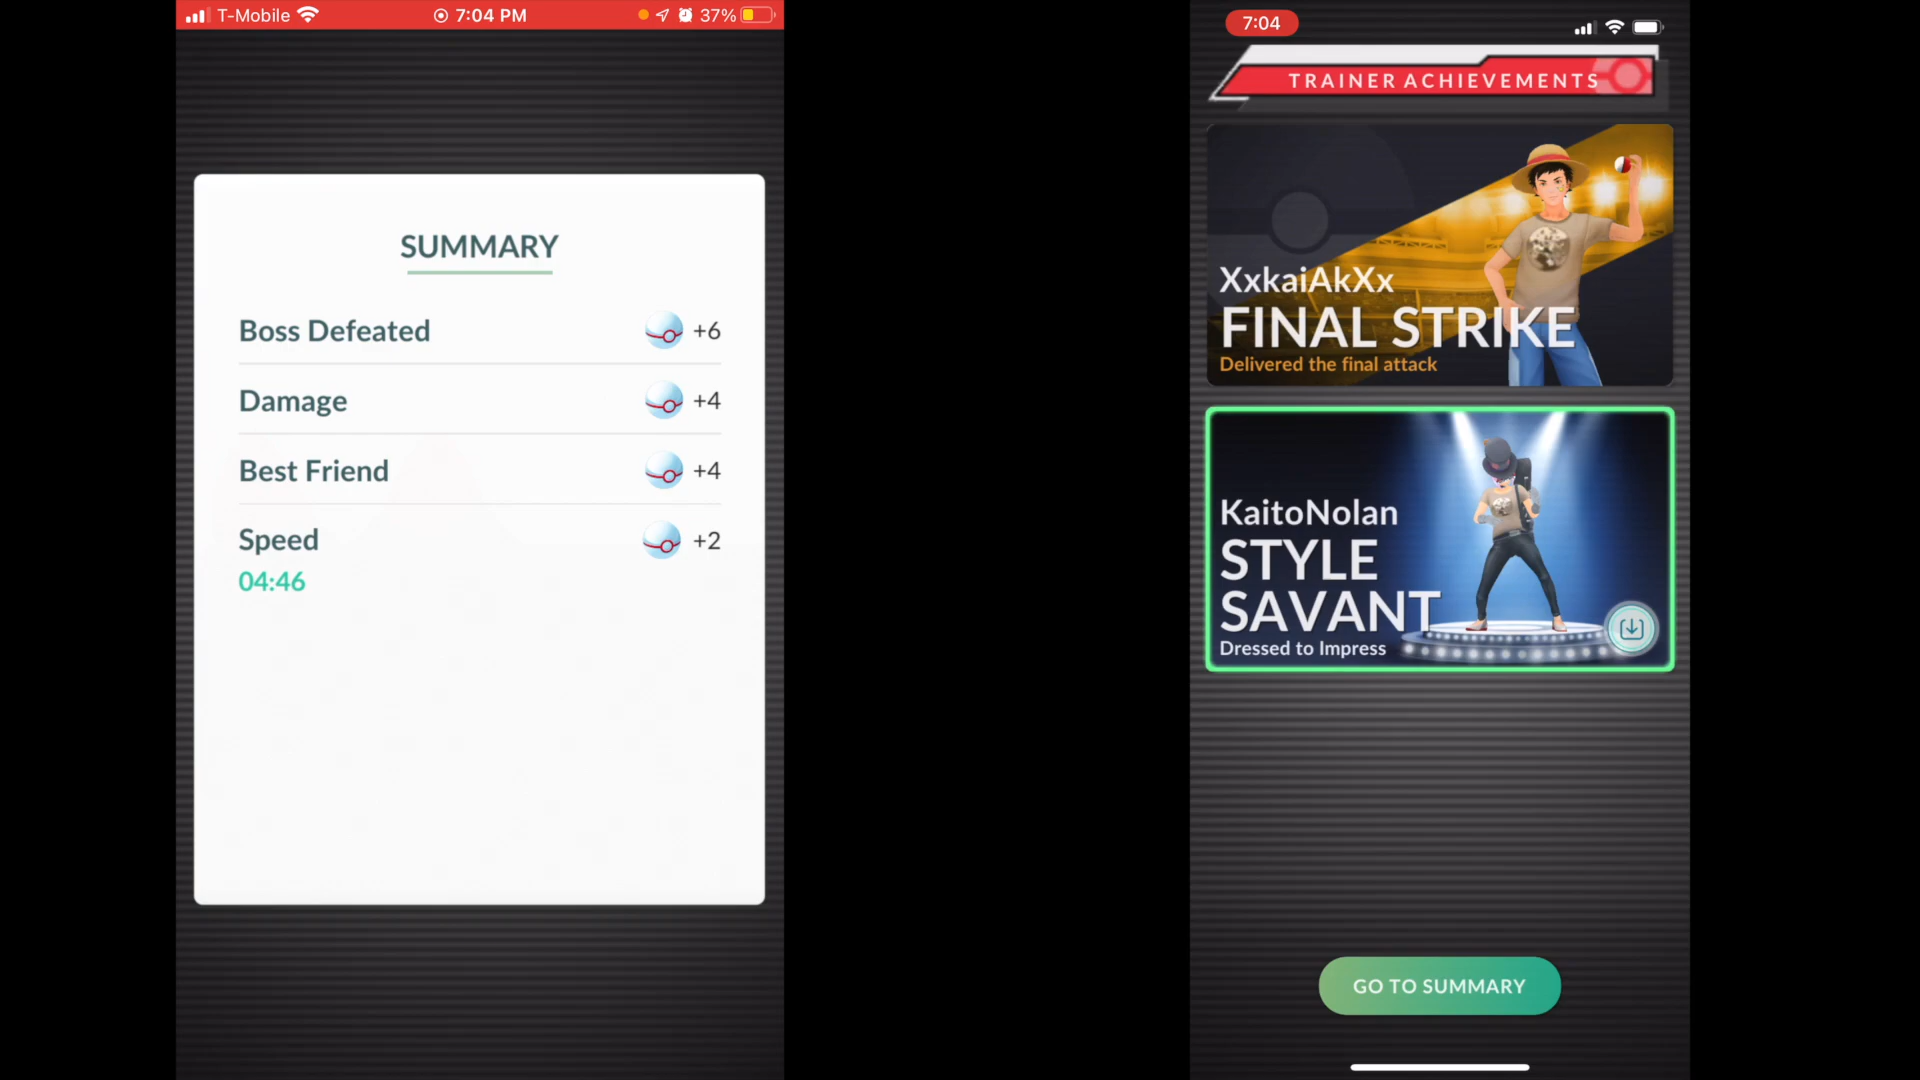 T-Mobile 7:04 PM 37%
SUMMARY
Boss Defeated +6
Damage +4
Best Friend +4
Speed +2
04:46
7:04
TRAINER ACHIEVEMENTS
XxkaiAkXx
FINAL STRIKE
Delivered the final attack
KaitoNolan
STYLE
SAVANT
Dressed to Impress
GO TO SUMMARY